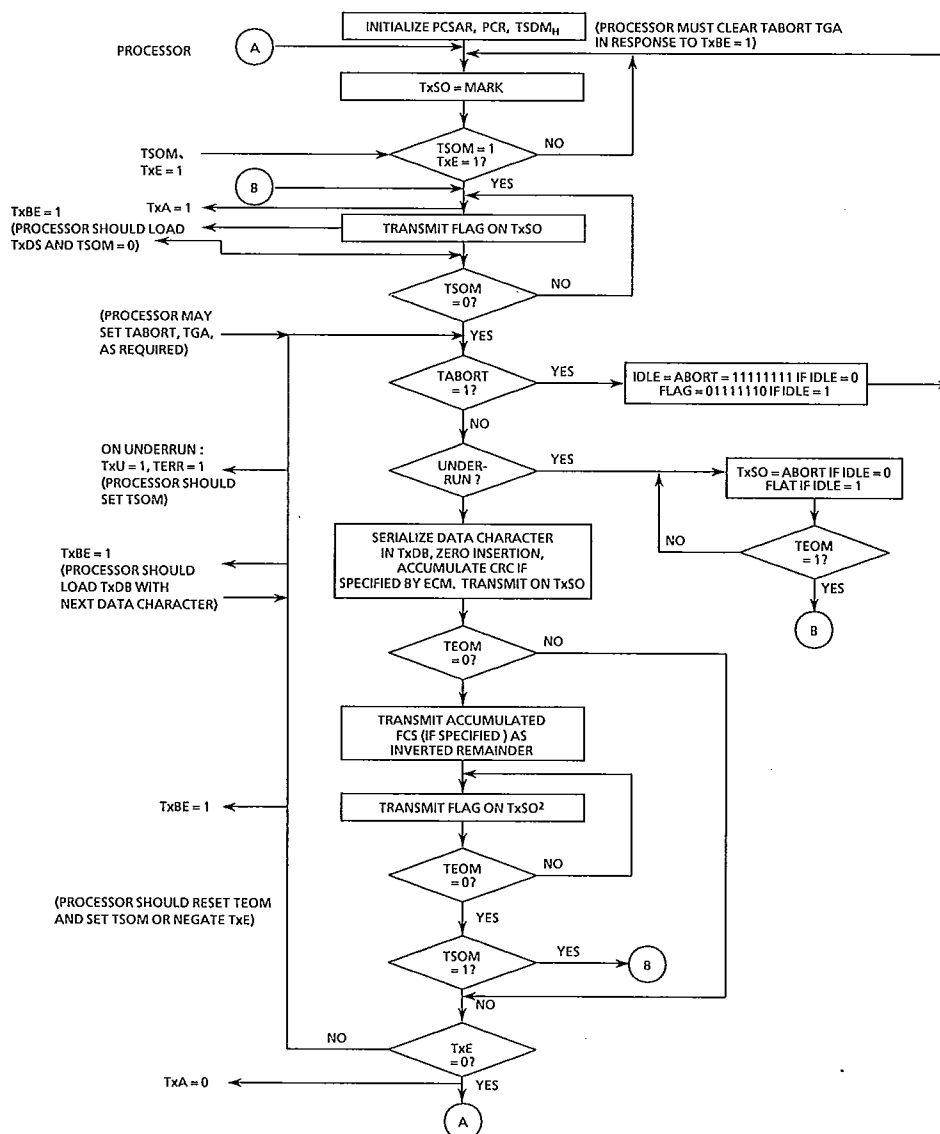 INITIALIZE PCSAR, PCR, TSDMH
(PROCESSOR MUST CLEAR TABORT TGA
IN RESPONSE TO TxBE = 1)
PROCESSOR
A
TxSO = MARK
TSOM = 1
TxE = 1?
NO
YES
TSOM、
TxE = 1
B
TxA = 1
TxBE = 1
(PROCESSOR SHOULD LOAD
TxDS AND TSOM = 0)
TRANSMIT FLAG ON TxSO
TSOM
= 0?
NO
YES
(PROCESSOR MAY
SET TABORT, TGA,
AS REQUIRED)
TABORT
= 1?
YES
NO
IDLE = ABORT = 11111111 IF IDLE = 0
FLAG = 01111110 IF IDLE = 1
ON UNDERRUN :
TxU = 1, TERR = 1
(PROCESSOR SHOULD
SET TSOM)
UNDER-
RUN ?
YES
TxSO = ABORT IF IDLE = 0
FLAT IF IDLE = 1
NO
TEOM
= 1?
YES
B
SERIALIZE DATA CHARACTER
IN TxDB, ZERO INSERTION,
ACCUMULATE CRC IF
SPECIFIED BY ECM. TRANSMIT ON TxSO
TxBE = 1
(PROCESSOR SHOULD
LOAD TxDB WITH
NEXT DATA CHARACTER)
TEOM
= 0?
NO
TRANSMIT ACCUMULATED
FCS (IF SPECIFIED ) AS
INVERTED REMAINDER
TxBE = 1
TRANSMIT FLAG ON TxSO2
TEOM
= 0?
NO
YES
(PROCESSOR SHOULD RESET TEOM
AND SET TSOM OR NEGATE TxE)
TSOM
= 1?
YES
B
NO
TxE
= 0?
NO
YES
TxA = 0
A